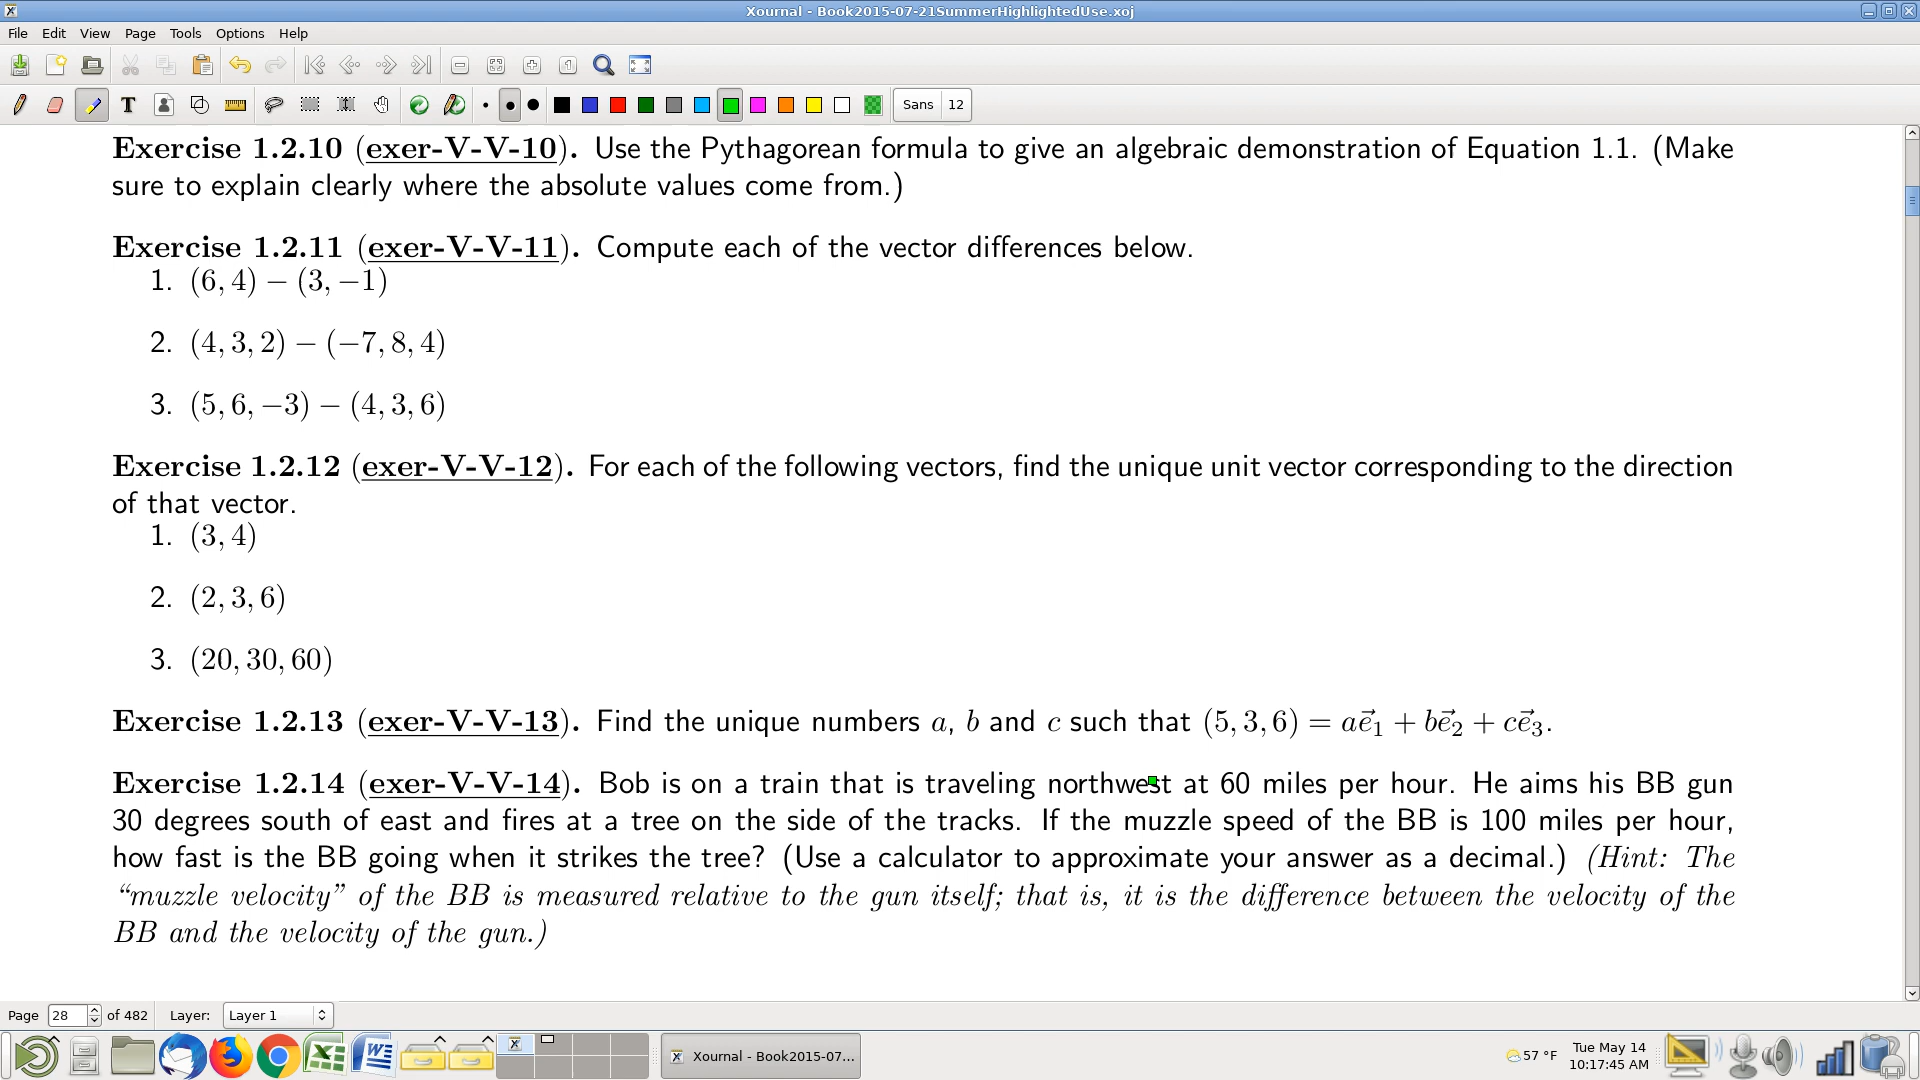 Xournal - Book2015-07-21SummerHighlightedUse.xoj
File Edit View Page Tools Options Help
Sans 12
Exercise 1.2.10 (exer-V-V-10). Use the Pythagorean formula to give an algebraic demonstration of Equation 1.1. (Make
sure to explain clearly where the absolute values come from.)
Exercise 1.2.11 (exer-V-V-11). Compute each of the vector differences below.
1. (6, 4) − (3, −1)
2. (4, 3, 2) − (−7, 8, 4)
3. (5, 6, −3) − (4, 3, 6)
Exercise 1.2.12 (exer-V-V-12). For each of the following vectors, find the unique unit vector corresponding to the direction
of that vector.
1. (3, 4)
2. (2, 3, 6)
3. (20, 30, 60)
Exercise 1.2.13 (exer-V-V-13). Find the unique numbers a, b and c such that (5, 3, 6) = ae⃗₁ + be⃗₂ + ce⃗₃.
Exercise 1.2.14 (exer-V-V-14). Bob is on a train that is traveling northwest at 60 miles per hour. He aims his BB gun
30 degrees south of east and fires at a tree on the side of the tracks. If the muzzle speed of the BB is 100 miles per hour,
how fast is the BB going when it strikes the tree? (Use a calculator to approximate your answer as a decimal.) (Hint: The
“muzzle velocity” of the BB is measured relative to the gun itself; that is, it is the difference between the velocity of the
BB and the velocity of the gun.)
Page 28 of 482 Layer: Layer 1
Xournal - Book2015-07...
57 °F
Tue May 14
10:17:45 AM